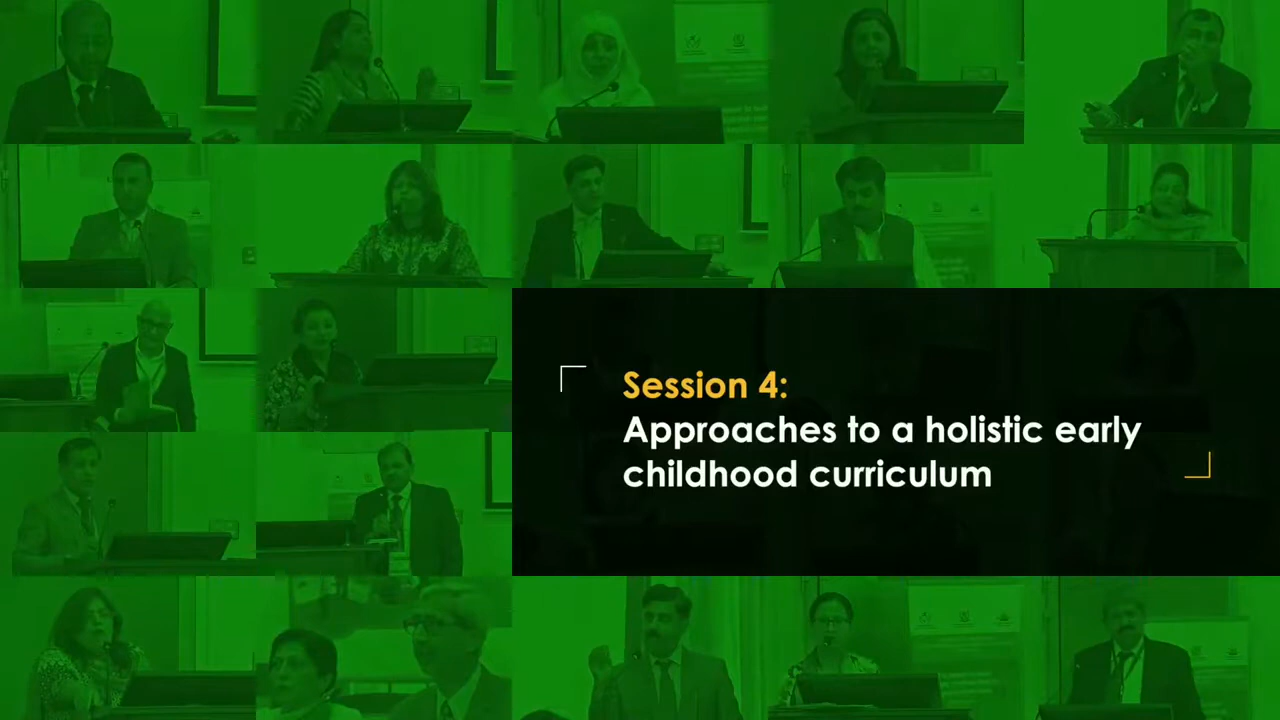 Session 4:
Approaches to a holistic early
childhood curriculum